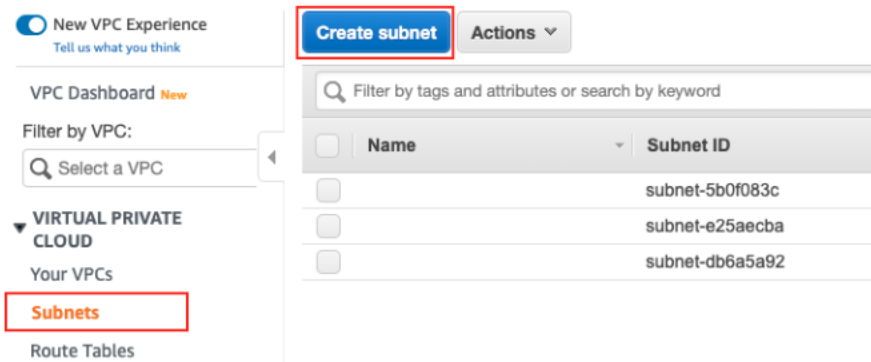 New VPC Experience
Tell us what you think
VPC Dashboard New
Filter by VPC:
Select a VPC
VIRTUAL PRIVATE
CLOUD
Your VPCs
Subnets
Route Tables
Create subnet Actions
Filter by tags and attributes or search by keyword
Name Subnet ID
subnet-5b0f083c
subnet-e25aecba
subnet-db6a5a92